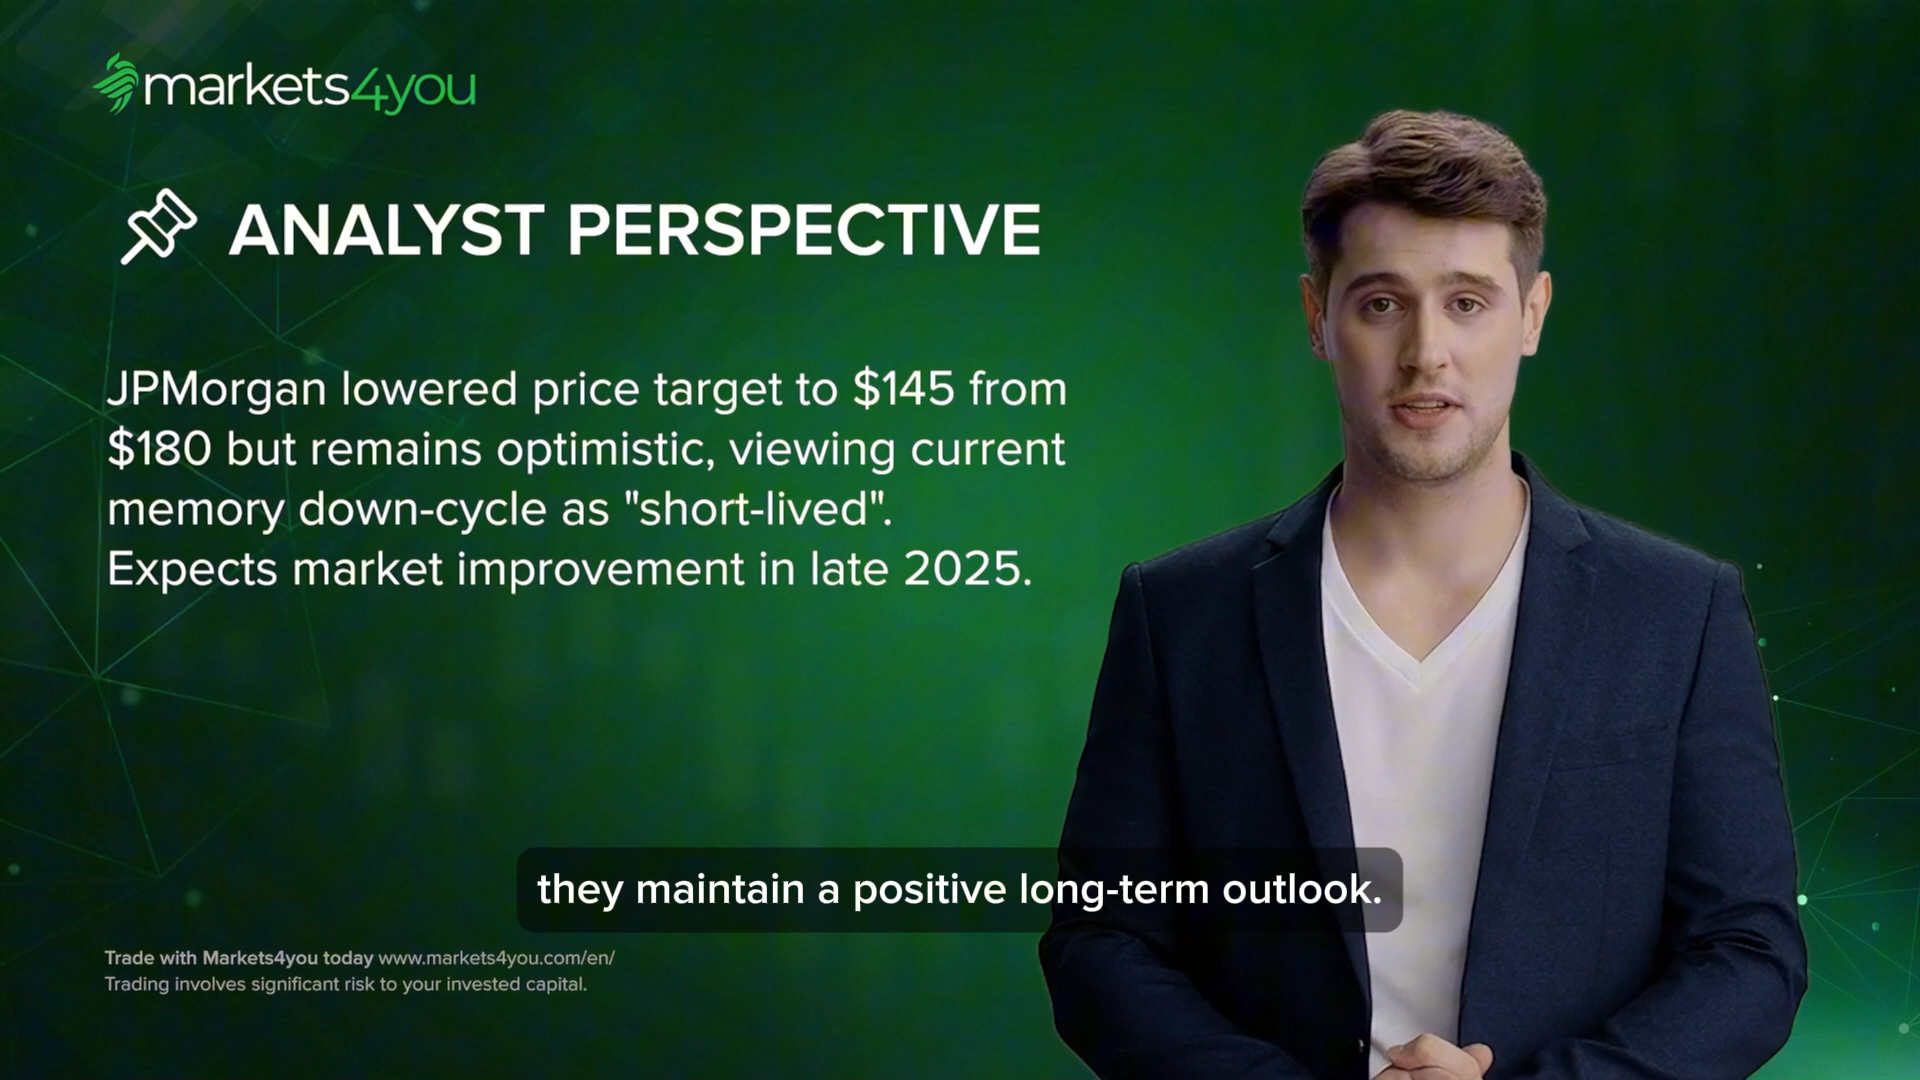 markets4you
ANALYST PERSPECTIVE
JPMorgan lowered price target to $145 from
$180 but remains optimistic, viewing current
memory down-cycle as "short-lived".
Expects market improvement in late 2025.
they maintain a positive long-term outlook.
Trade with Markets4you today www.markets4you.com/en/
Trading involves significant risk to your invested capital.